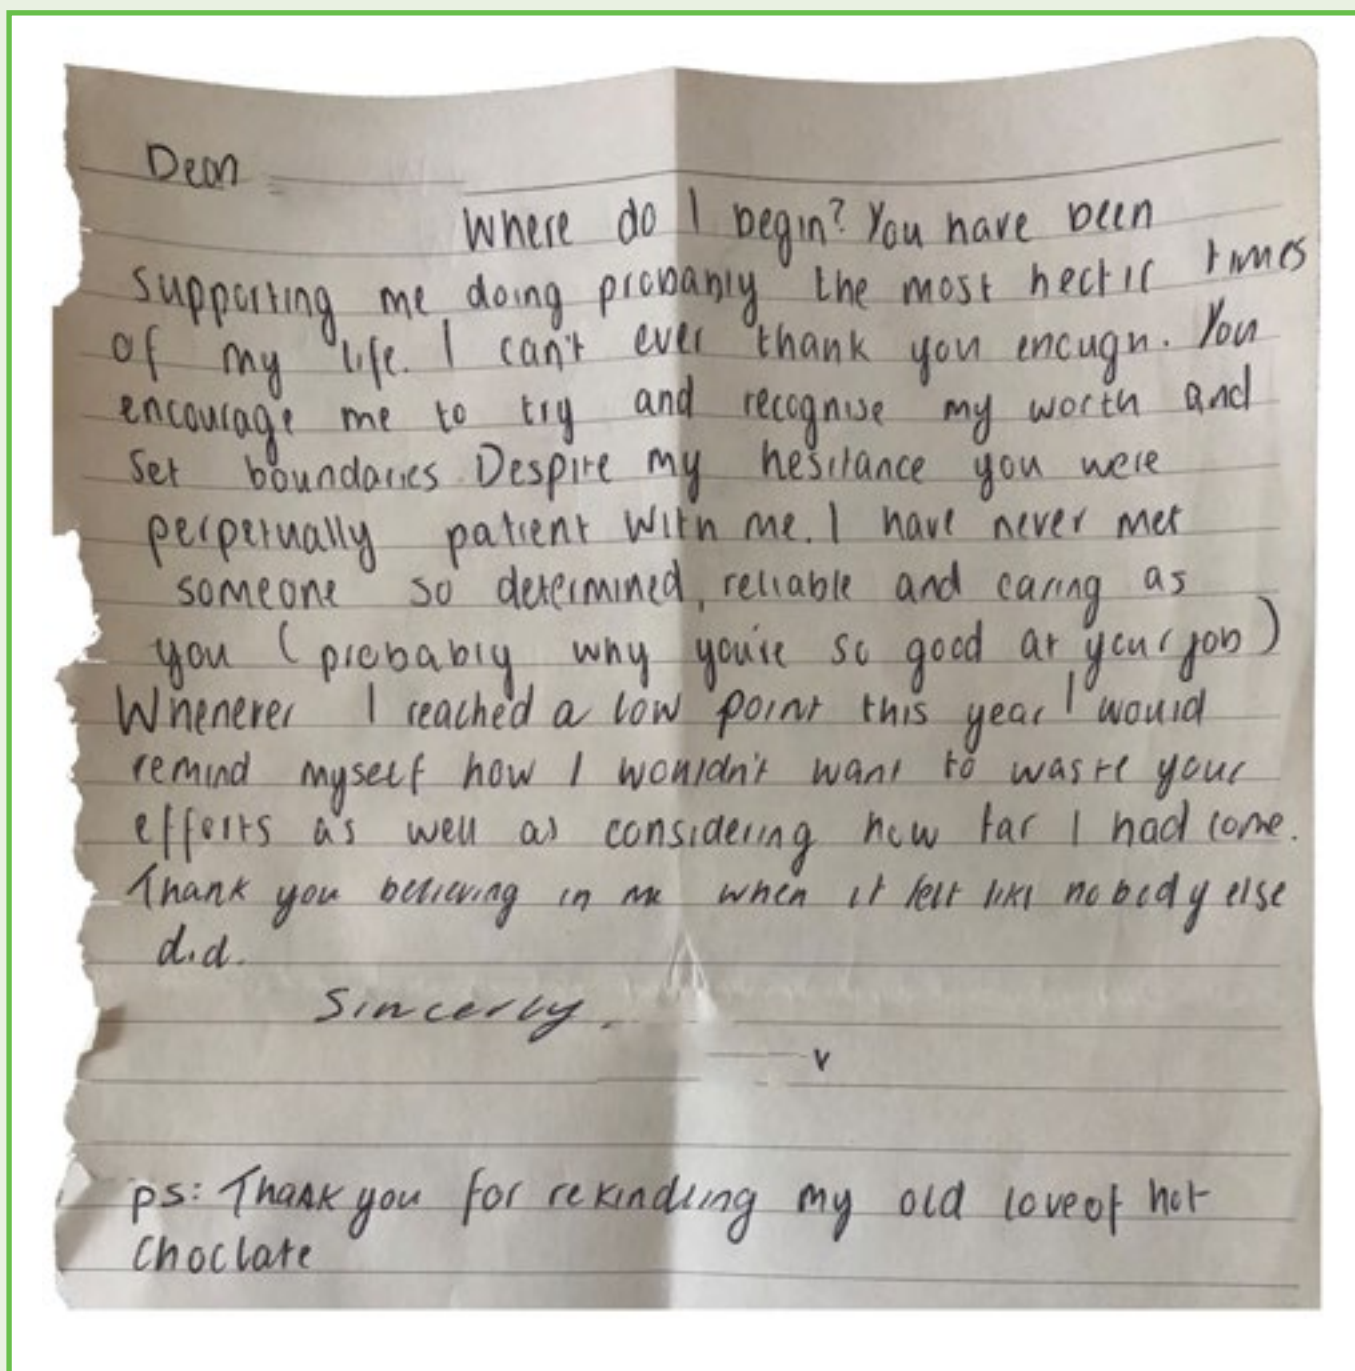 Dear
Where do I begin? You have been
supporting me doing probably the most hectic times
of my life. I can't ever thank you enough. You
encourage me to try and recognise my worth and
set boundaries. Despite my hesitance you were
perpetually patient with me. I have never met
someone so determined, reliable and caring as
you (probably why you're so good at your job)
Whenever I reached a low point this year I would
remind myself how I wouldn't want to waste your
efforts as well as considering how far I had come.
Thank you believing in me when it felt like nobody else
did.
Sincerly.
ps: Thank you for rekindling my old love of hot
Choclate